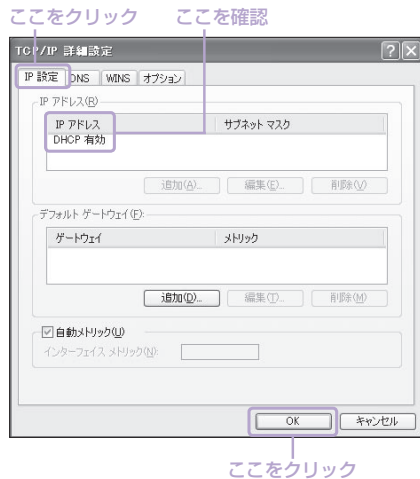 ここをクリック ここを確認
TCP/IP 詳細設定
IP 設定 DNS WINS オプション
IP アドレス(R)
IP アドレス サブネット マスク
DHCP 有効
追加(A)... 編集(E)... 削除(V)
デフォルト ゲートウェイ(F):
ゲートウェイ メトリック
追加(D)... 編集(T)... 削除(M)
自動メトリック(U)
インターフェイス メトリック(N):
OK キャンセル
ここをクリック